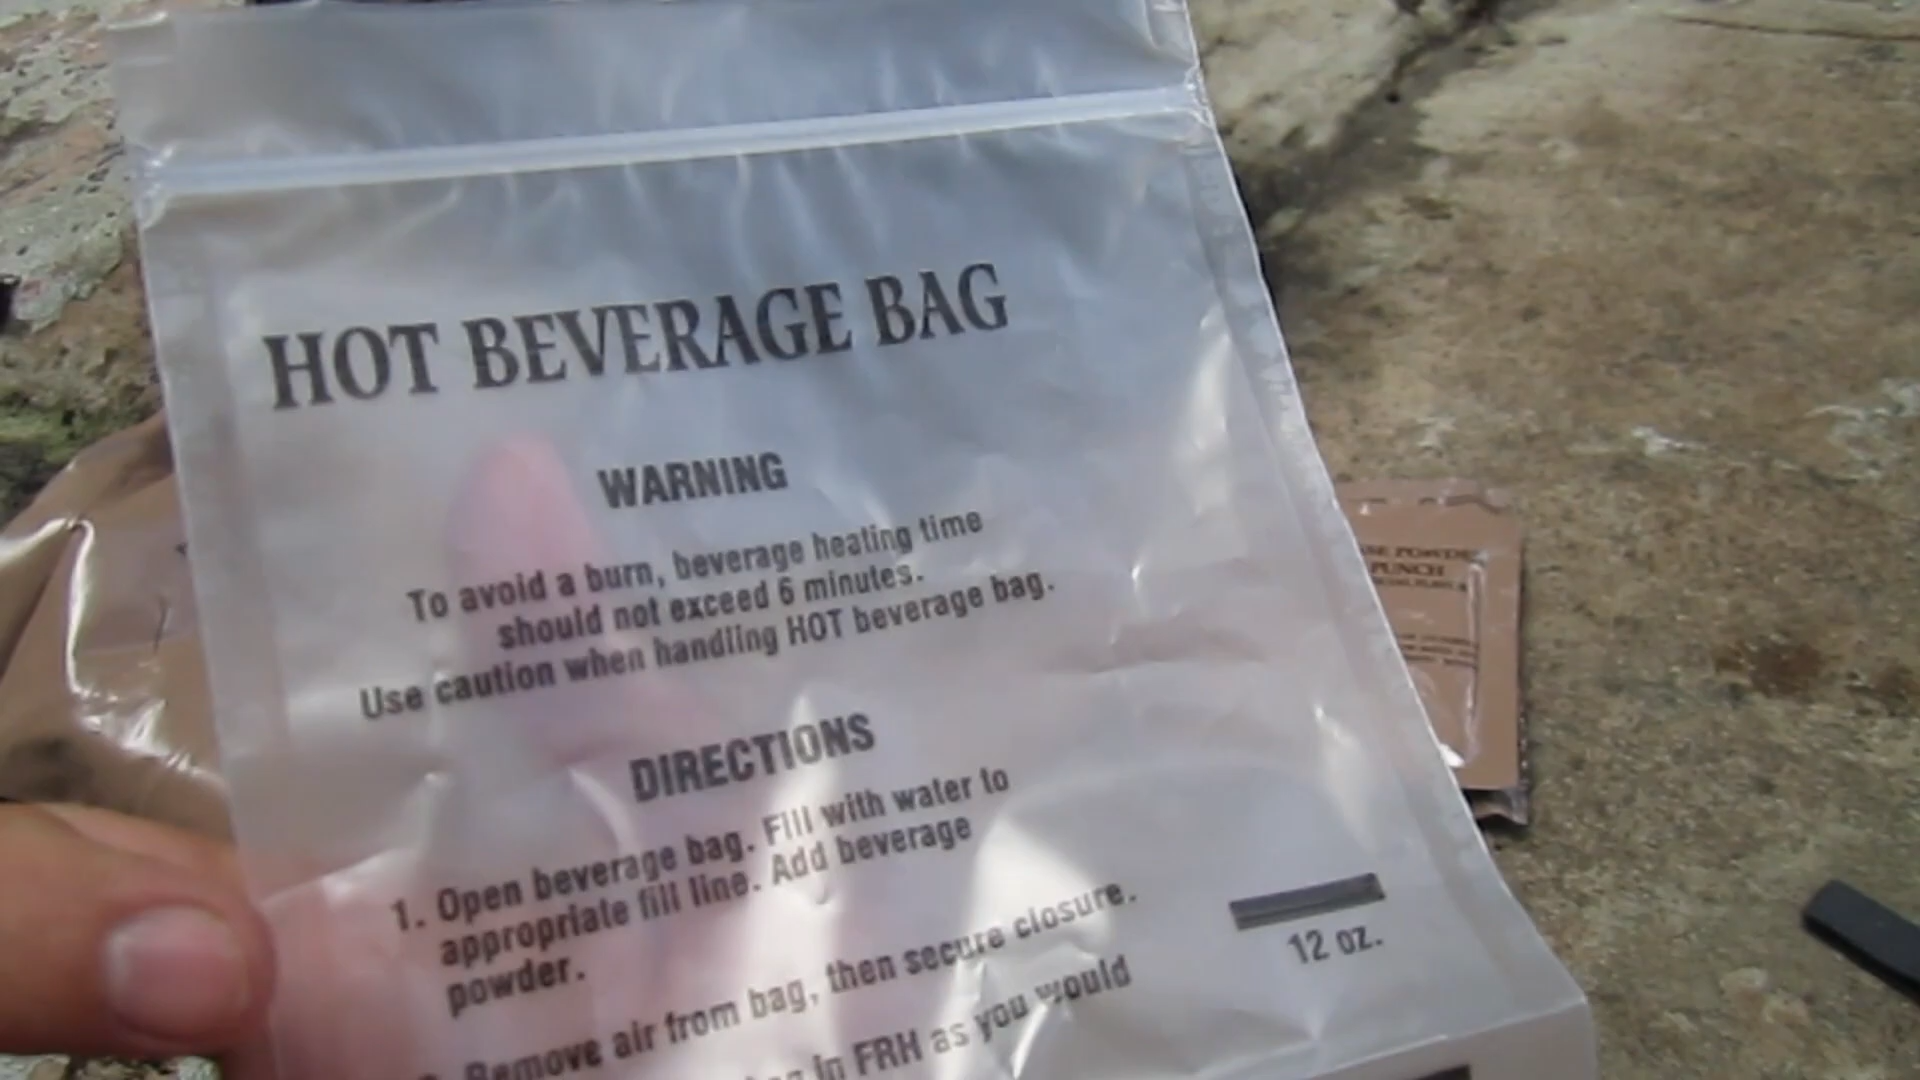 HOT BEVERAGE BAG
WARNING
To avoid a burn, beverage heating time
should not exceed 6 minutes.
Use caution when handling HOT beverage bag.
DIRECTIONS
1. Open beverage bag. Fill with water to
appropriate fill line. Add beverage
powder.
Remove air from bag, then secure closure.
in FRH as you would
12 oz.
PUNCH